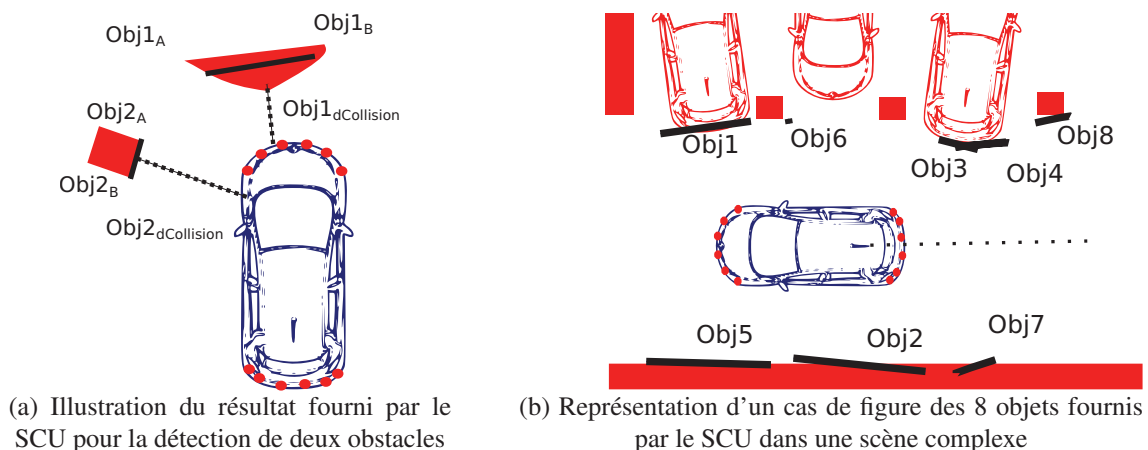 Obj1A
Obj1B
Obj1dCollision
Obj2A
Obj2B
Obj2dCollision
(a) Illustration du résultat fourni par le
SCU pour la détection de deux obstacles
Obj1
Obj6
Obj3
Obj4
Obj8
Obj5
Obj2
Obj7
(b) Représentation d'un cas de figure des 8 objets fournis
par le SCU dans une scène complexe